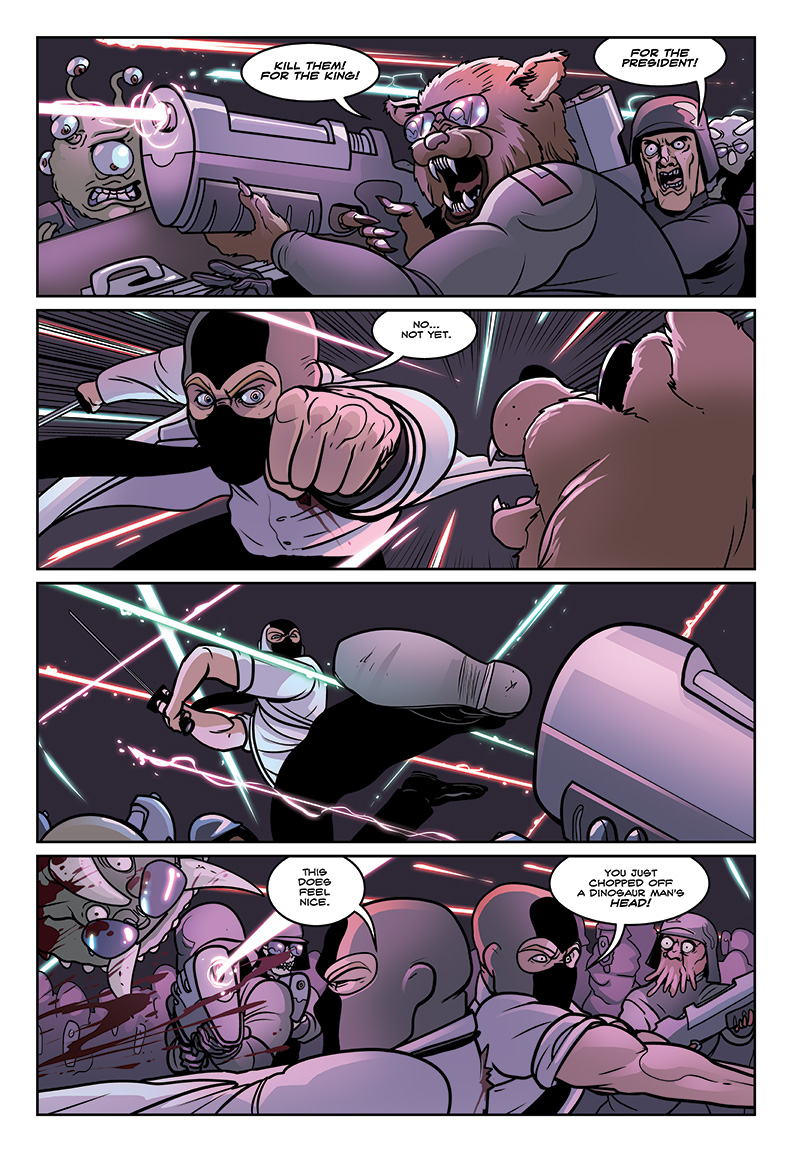 KILL THEM!
FOR THE KING!
FOR THE
PRESIDENT!
NO...
NOT YET.
THIS
DOES
FEEL
NICE.
YOU JUST
CHOPPED OFF
A DINOSAUR MAN'S
HEAD!